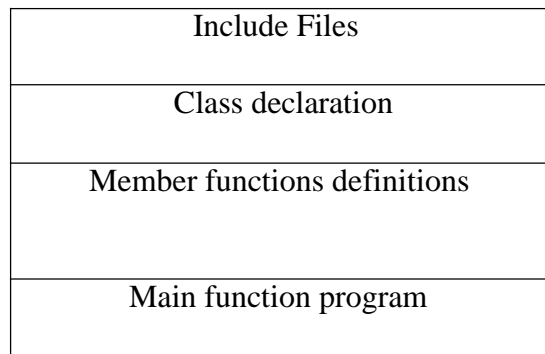 Include Files
Class declaration
Member functions definitions
Main function program